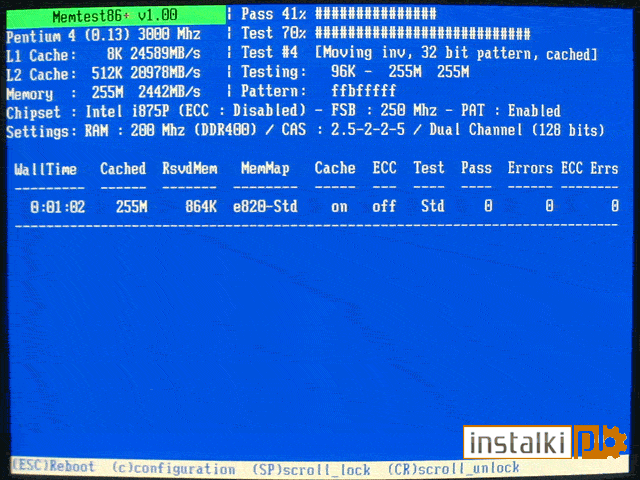 Memtest86+ v1.00 | Pass 41% ################
Pentium 4 (0.13) 3000 Mhz | Test 70% ############################
L1 Cache: 8K 24589MB/s | Test #4 [Moving inv, 32 bit pattern, cached]
L2 Cache: 512K 20978MB/s | Testing: 96K - 255M 255M
Memory : 255M 2442MB/s | Pattern: ffbfffff
Chipset : Intel i875P (ECC : Disabled) - FSB : 250 Mhz - PAT : Enabled
Settings: RAM : 200 Mhz (DDR400) / CAS : 2.5-2-2-5 / Dual Channel (128 bits)
WallTime Cached RsvdMem MemMap Cache ECC Test Pass Errors ECC Errs
--------- ------ ------- -------- ----- --- ---- ---- ------ --------
0:01:02 255M 864K e820-Std on off Std 0 0 0
-----------------------------------------------------------------------------
(ESC)Reboot (c)configuration (SP)scroll_lock (CR)scroll_unlock
instalki pl